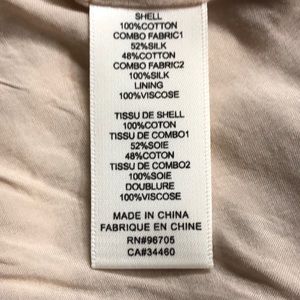 SHELL
100%COTTON
COMBO FABRIC1
52%SILK
48%COTTON
COMBO FABRIC2
100%SILK
LINING
100%VISCOSE
TISSU DE SHELL
100%COTON
TISSU DE COMBO1
52%SOIE
48%COTON
TISSU DE COMBO2
100%SOIE
DOUBLURE
100%VISCOSE
MADE IN CHINA
FABRIQUE EN CHINE
RN#96705
CA#34460